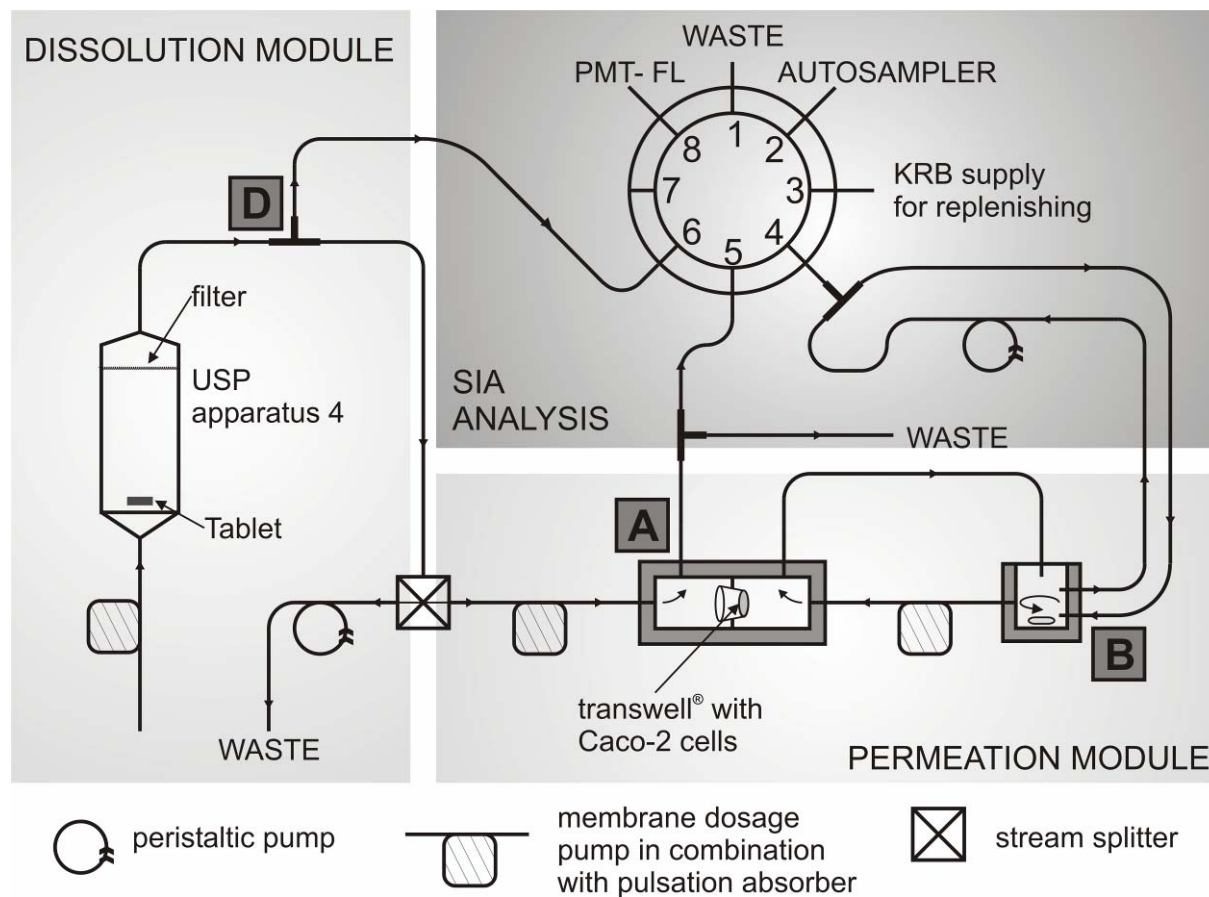 DISSOLUTION MODULE
WASTE
PMT- FL
AUTOSAMPLER
1
2
3
4
5
6
7
8
KRB supply
for replenishing
D
filter
USP
apparatus 4
Tablet
SIA
ANALYSIS
WASTE
A
B
transwell® with
Caco-2 cells
WASTE
PERMEATION MODULE
peristaltic pump
membrane dosage
pump in combination
with pulsation absorber
stream splitter